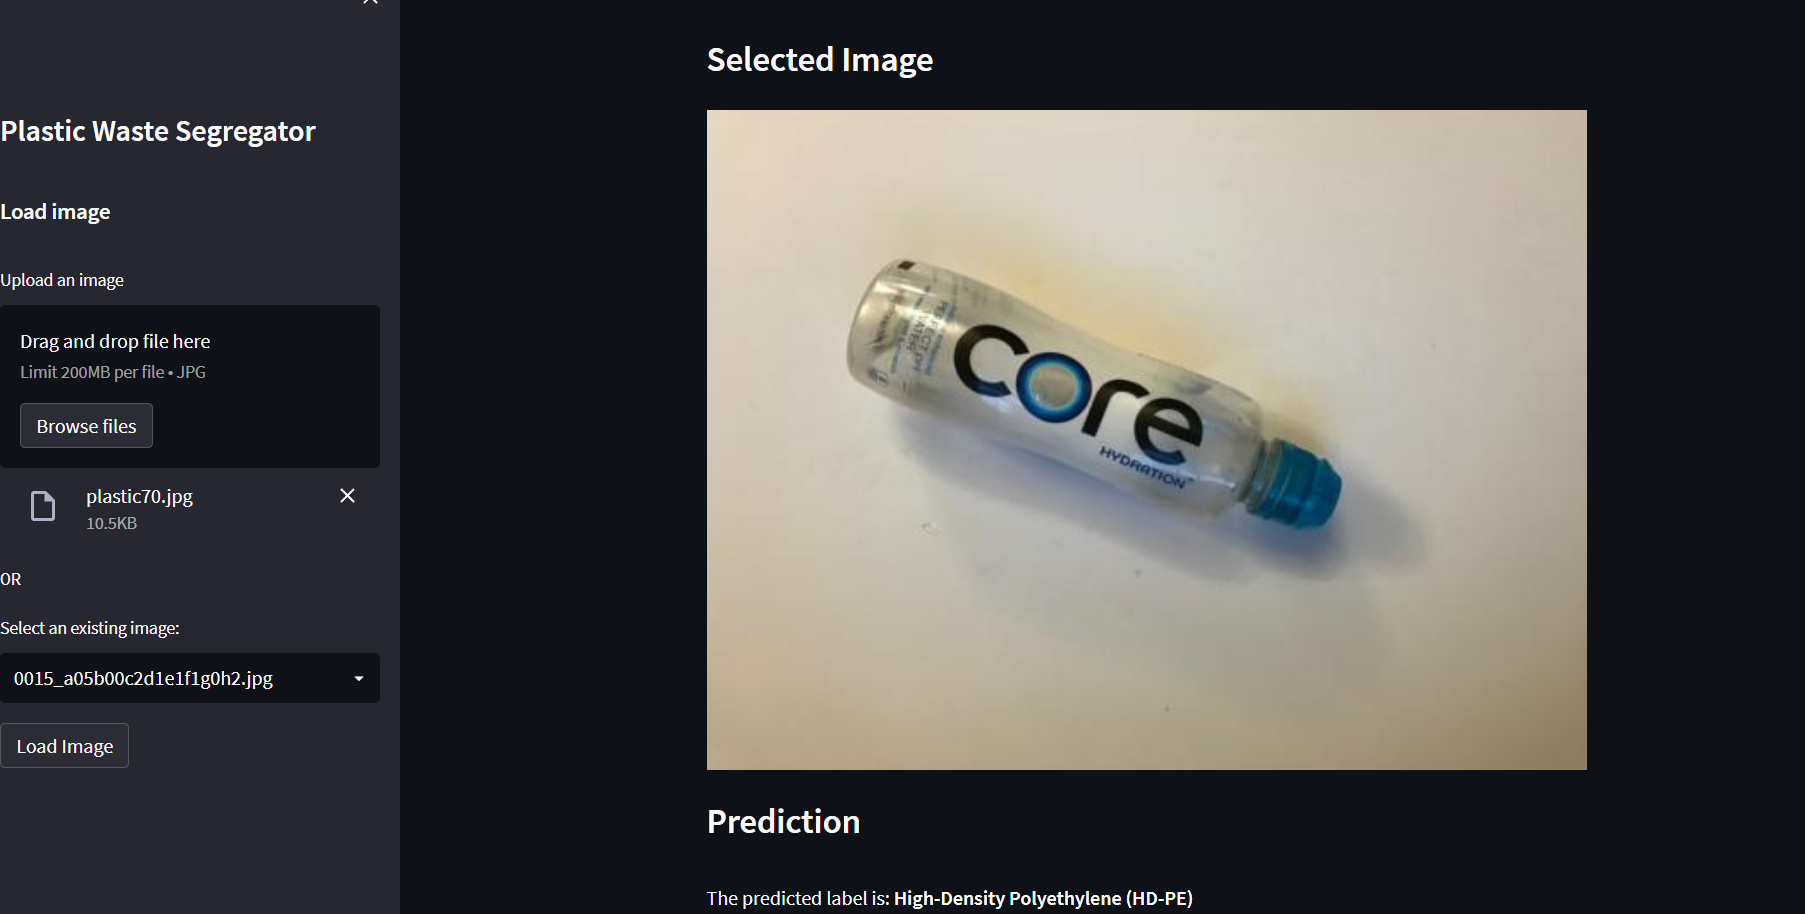 Plastic Waste Segregator
Load image
Upload an image
Drag and drop file here
Limit 200MB per file • JPG
Browse files
plastic70.jpg
10.5KB
OR
Select an existing image:
0015_a05b00c2d1e1f1g0h2.jpg
Load Image
Selected Image
core
HYDRATION
Prediction
The predicted label is: High-Density Polyethylene (HD-PE)